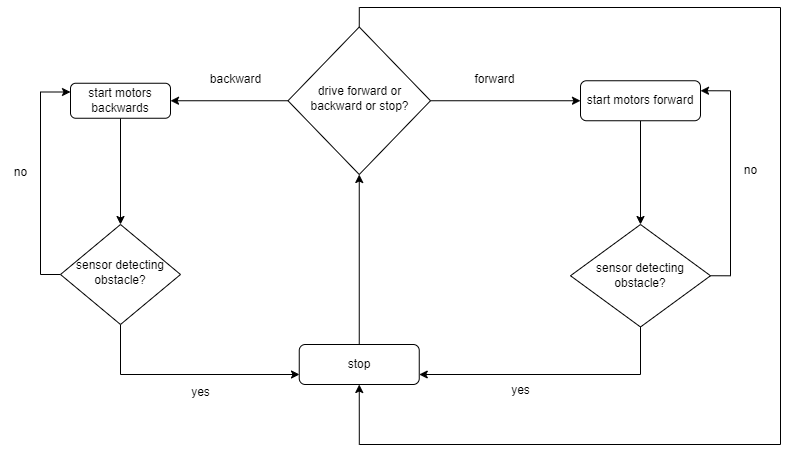 backward
forward
drive forward or
backward or stop?
start motors
backwards
start motors forward
no
no
sensor detecting
obstacle?
sensor detecting
obstacle?
stop
yes
yes